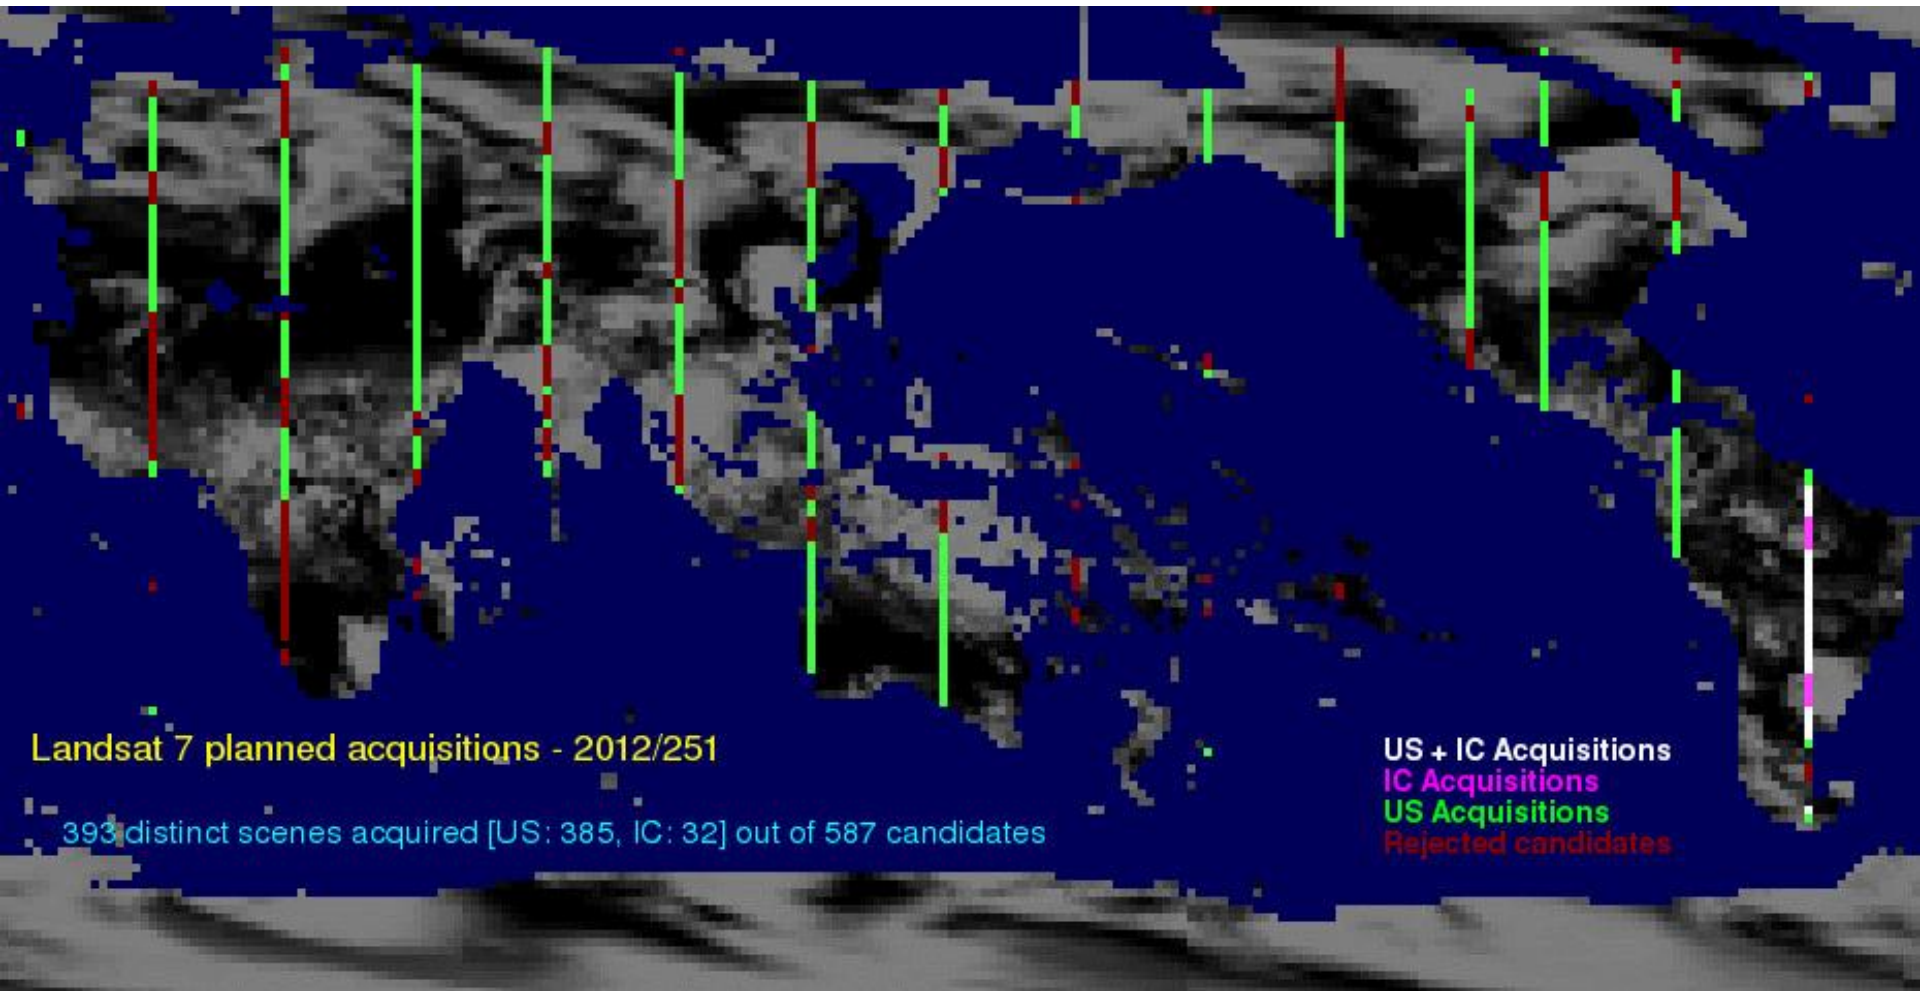 Landsat 7 planned acquisitions - 2012/251
393 distinct scenes acquired [US: 385, IC: 32] out of 587 candidates
US + IC Acquisitions
IC Acquisitions
US Acquisitions
Rejected candidates